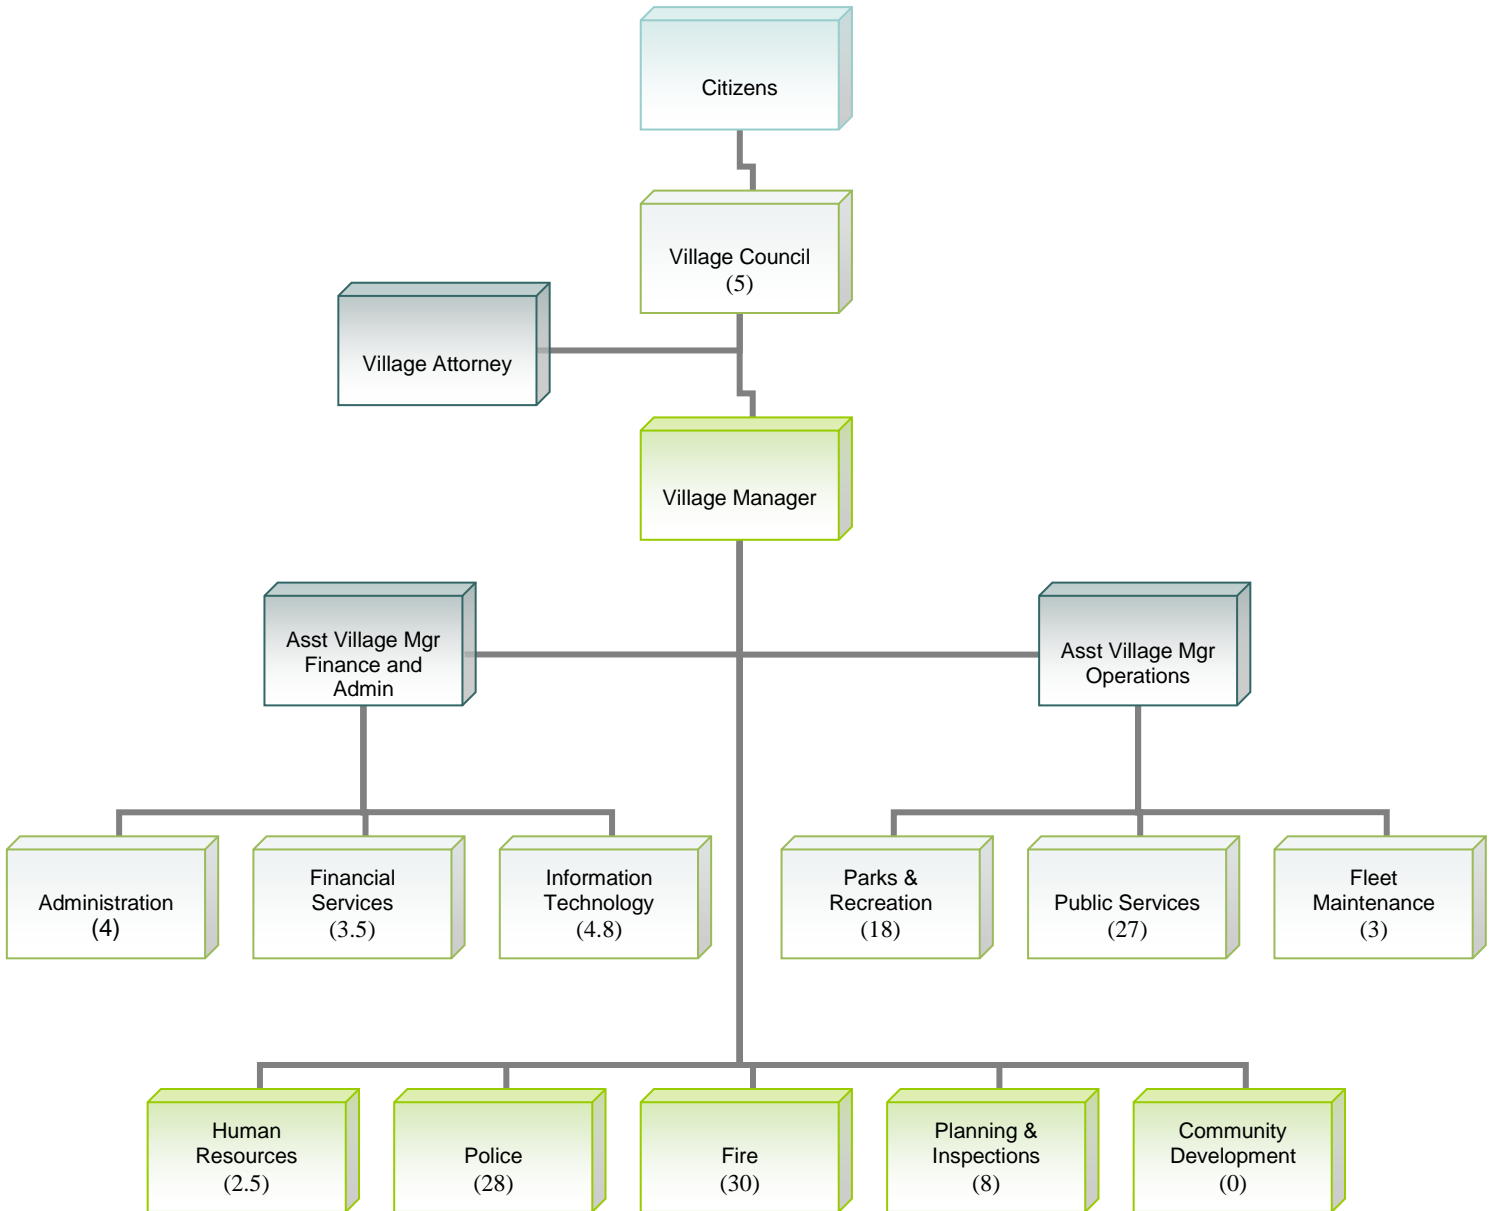 Citizens
Village Council
(5)
Village Attorney
Village Manager
Asst Village Mgr
Finance and
Admin
Asst Village Mgr
Operations
Administration
(4)
Financial
Services
(3.5)
Information
Technology
(4.8)
Parks &
Recreation
(18)
Public Services
(27)
Fleet
Maintenance
(3)
Human
Resources
(2.5)
Police
(28)
Fire
(30)
Planning &
Inspections
(8)
Community
Development
(0)